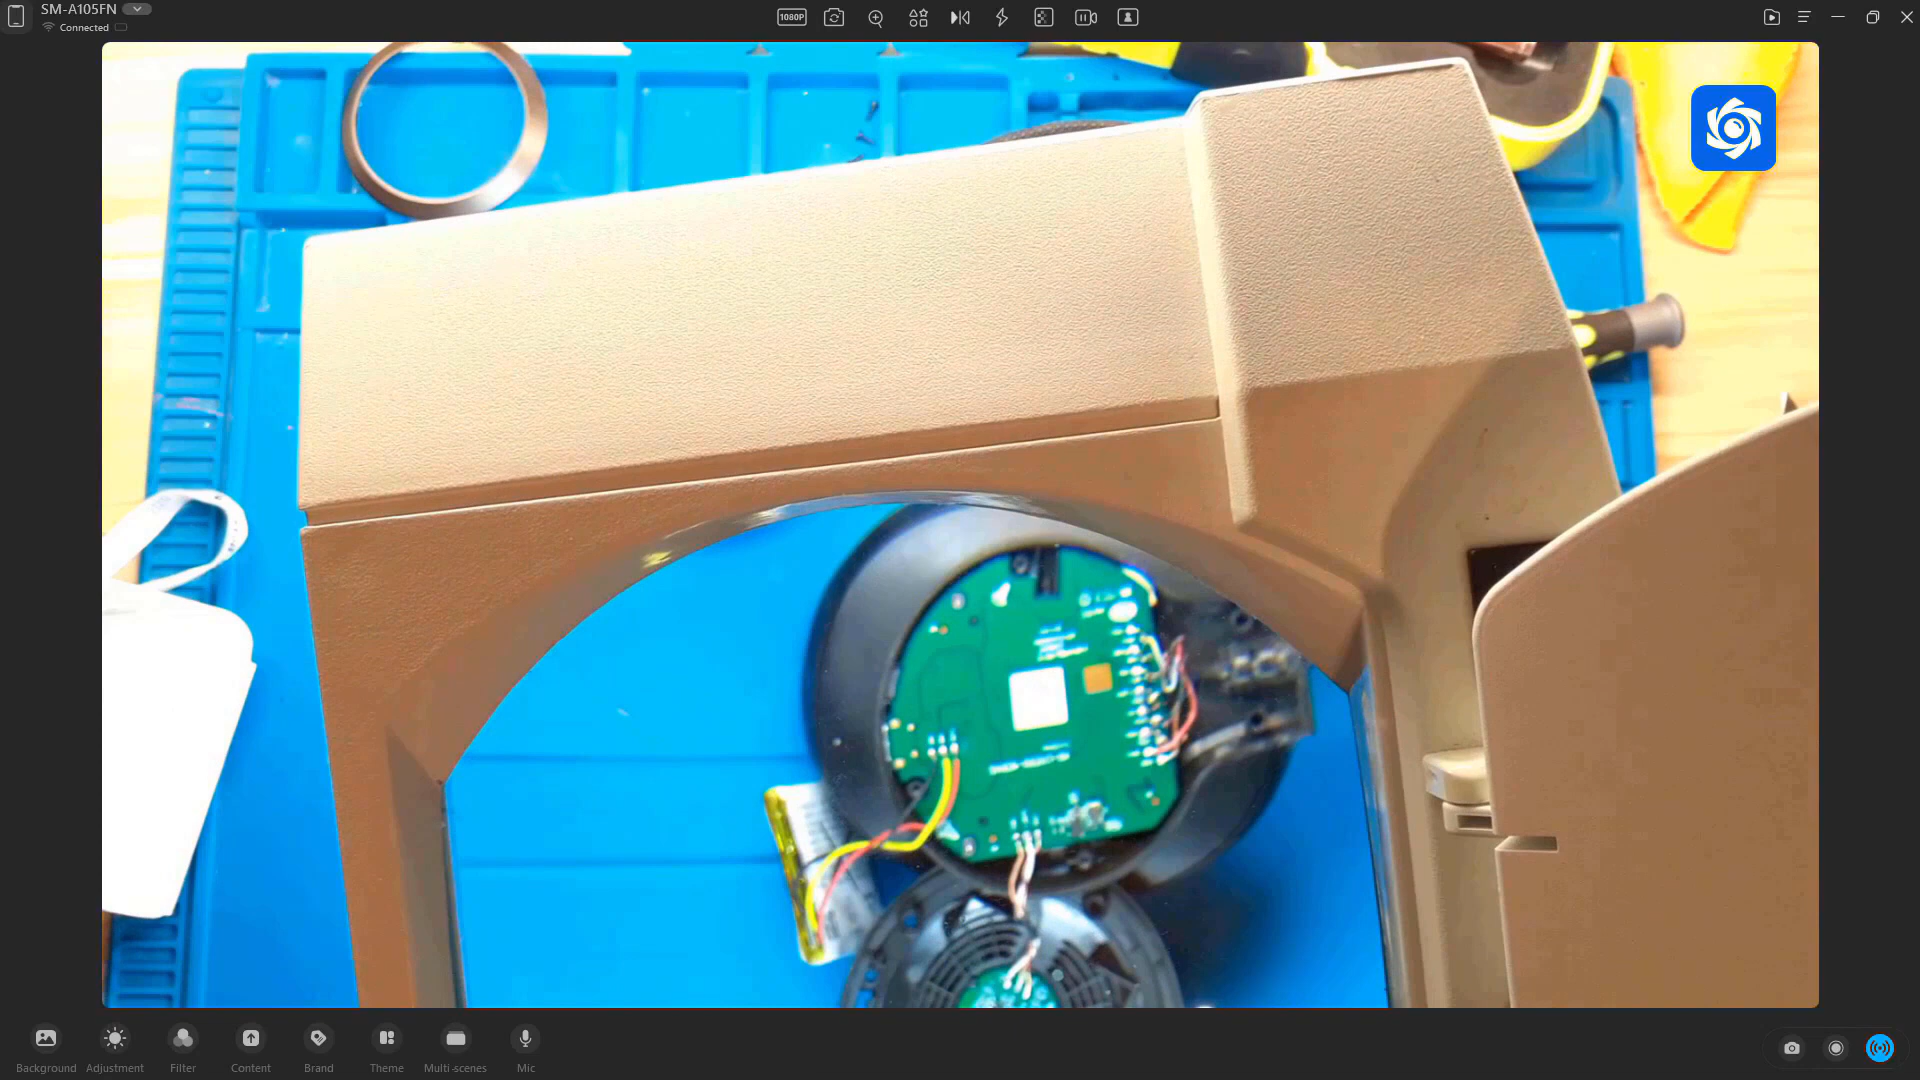 SM-A105FN
Connected
1080P
Background
Adjustment
Filter
Content
Brand
Theme
Multi-scenes
Mic